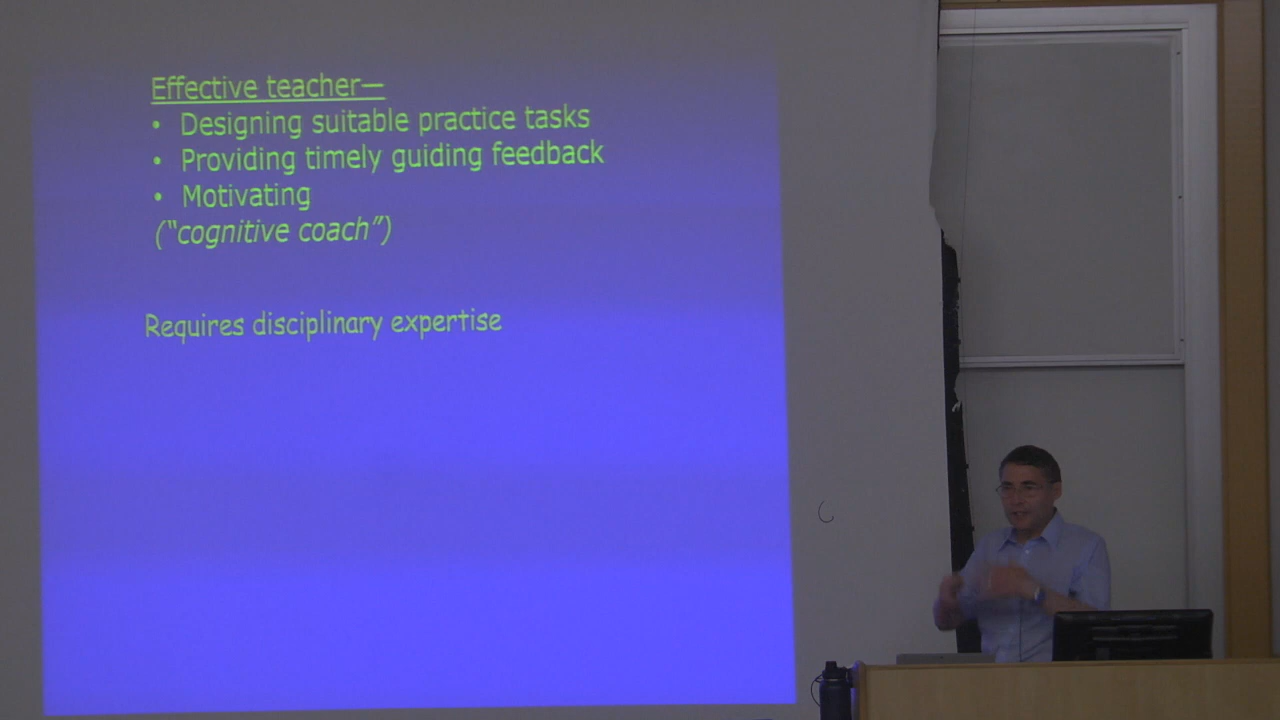 Effective teacher—
• Designing suitable practice tasks
• Providing timely guiding feedback
• Motivating
(“cognitive coach”)
Requires disciplinary expertise